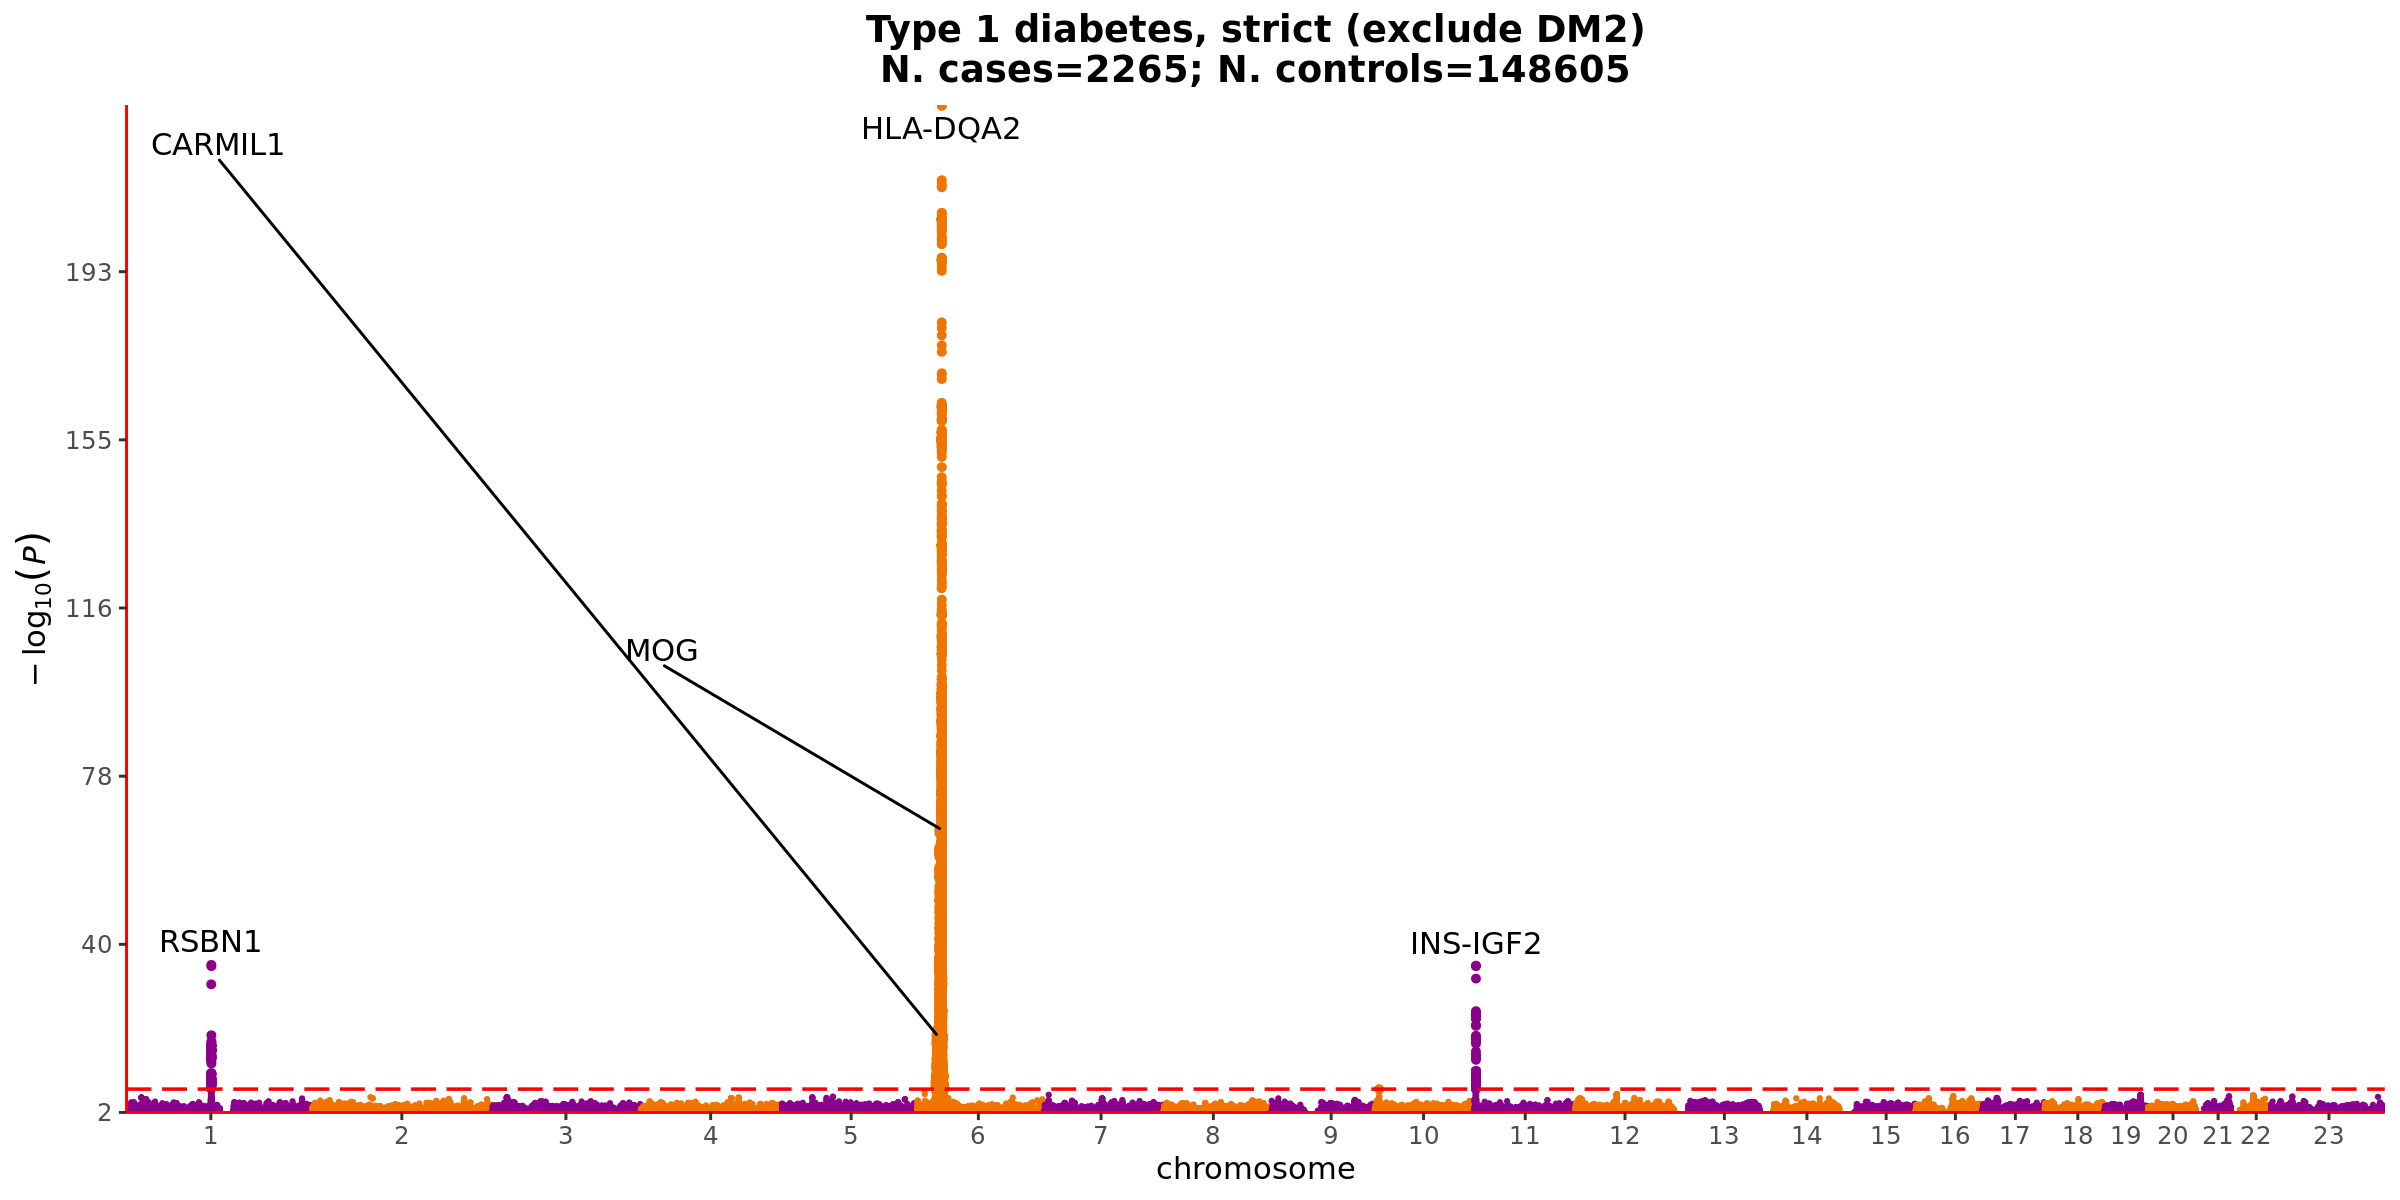 Type 1 diabetes, strict (exclude DM2)
N. cases=2265; N. controls=148605
CARMIL1
HLA-DQA2
MOG
RSBN1
INS-IGF2
−log₁₀(P)
193
155
116
78
40
2
1 2 3 4 5 6 7 8 9 10 11 12 13 14 15 16 17 18 19 20 21 22 23
chromosome